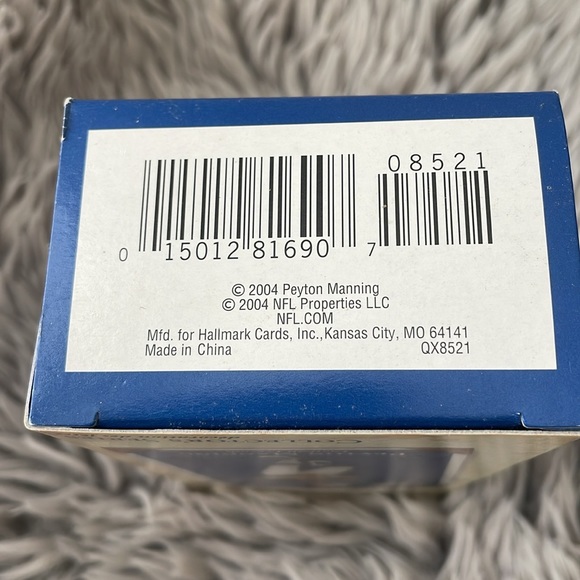 08521
0 15012 81690 7
© 2004 Peyton Manning
© 2004 NFL Properties LLC
NFL.COM
Mfd. for Hallmark Cards, Inc.,Kansas City, MO 64141
Made in China QX8521